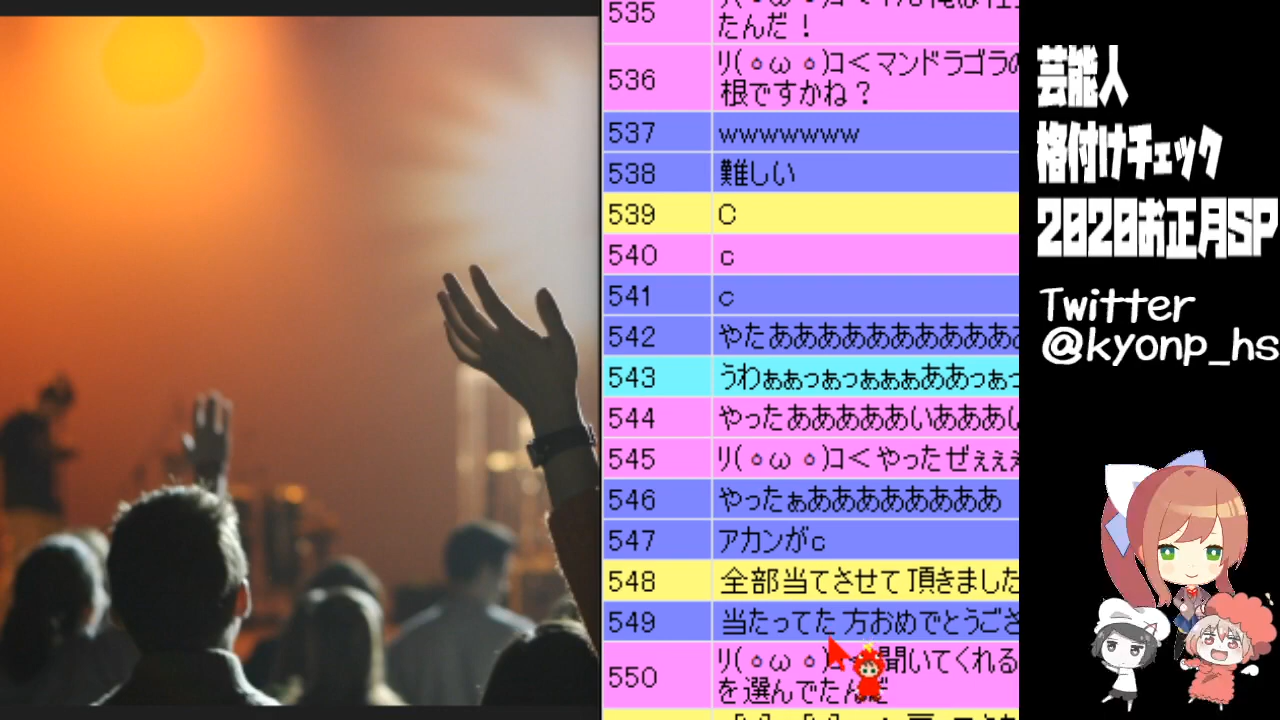 535
たんだ！
536
ﾘ(｡ω｡)ｺ＜マンドラゴラの
根ですかね？
537
wwwwwww
538
難しい
539
C
540
c
541
c
542
やたあああああああああああ
543
うわぁぁっぁっぁぁぁああっぁっ
544
やったあああああいあああい
545
ﾘ(｡ω｡)ｺ＜やったぜぇぇぇ
546
やったぁああああああああ
547
アカンがc
548
全部当てさせて頂きました
549
当たってた方おめでとうござ
550
聞いてくれる
を選んでたんだ
芸能人
格付けチェック
2020お正月SP
Twitter
@kyonp_hs